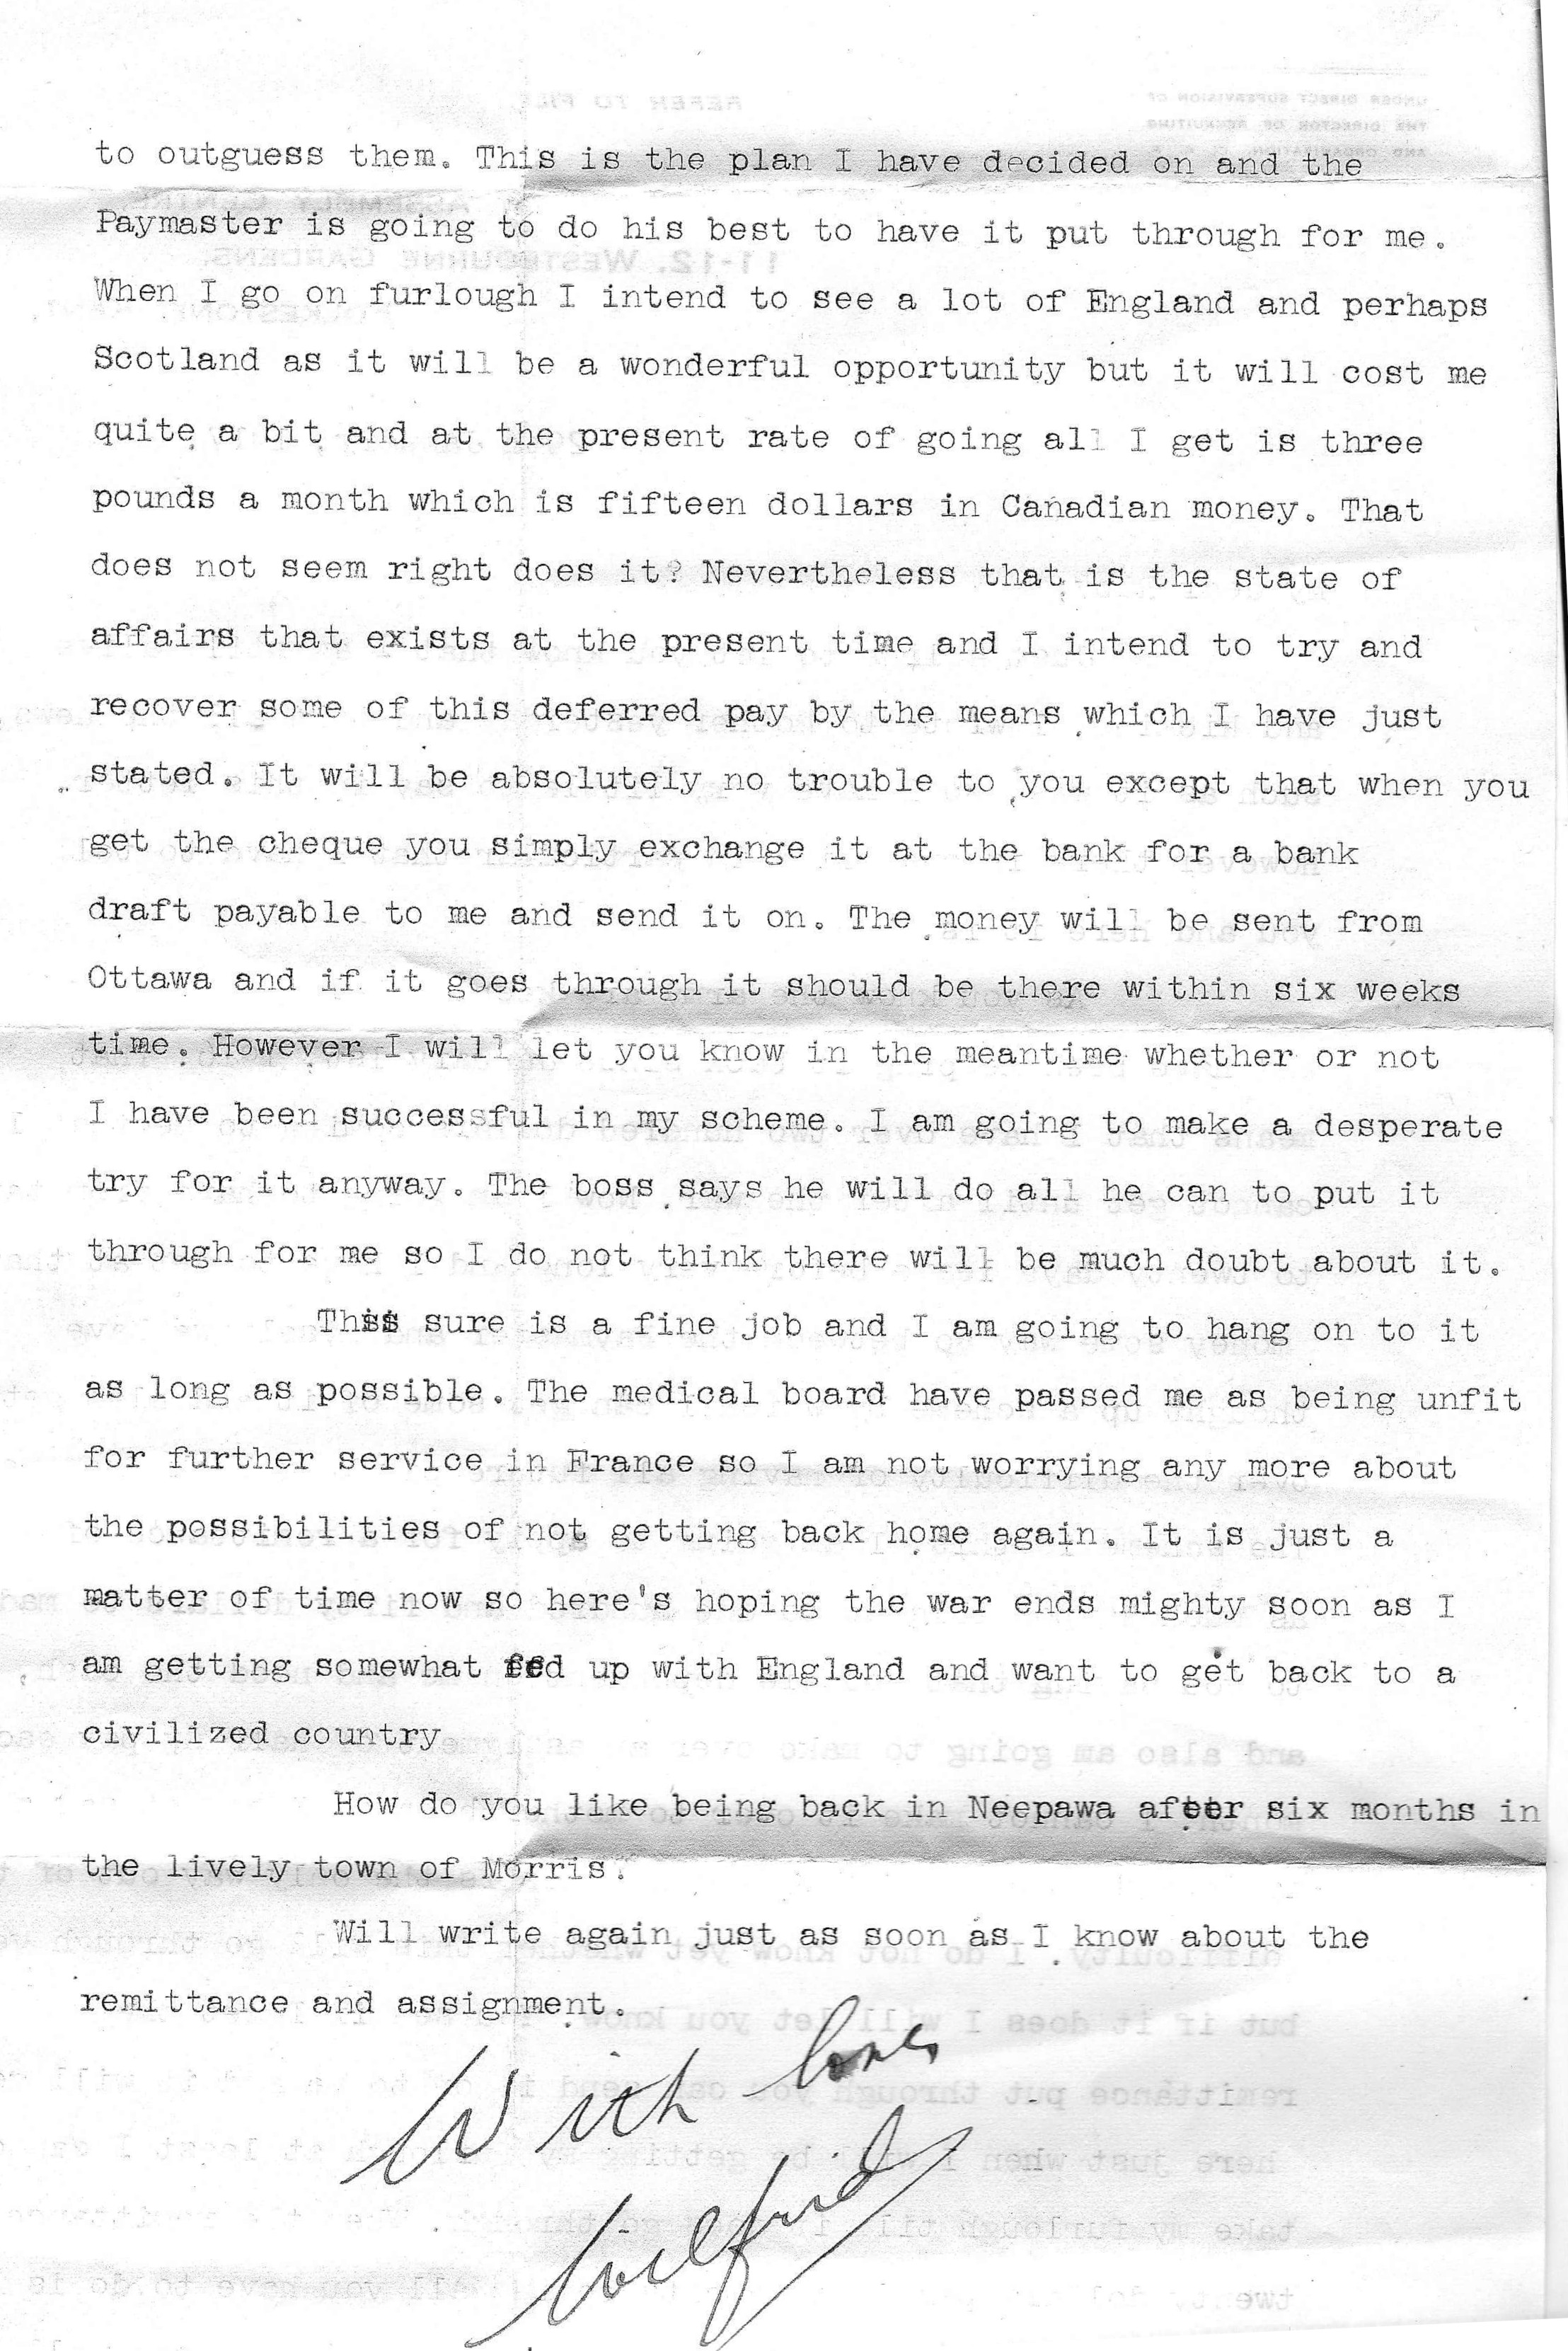 to outguess them. This is the plan I have decided on and the
Paymaster is going to do his best to have it put through for me.
When I go on furlough I intend to see a lot of England and perhaps
Scotland as it will be a wonderful opportunity but it will cost me
quite a bit and at the present rate of going all I get is three
pounds a month which is fifteen dollars in Canadian money. That
does not seem right does it? Nevertheless that is the state of
affairs that exists at the present time and I intend to try and
recover some of this deferred pay by the means which I have just
stated. It will be absolutely no trouble to you except that when you
get the cheque you simply exchange it at the bank for a bank
draft payable to me and send it on. The money will be sent from
Ottawa and if it goes through it should be there within six weeks
time. However I will let you know in the meantime whether or not
I have been successful in my scheme. I am going to make a desperate
try for it anyway. The boss says he will do all he can to put it
through for me so I do not think there will be much doubt about it.
This sure is a fine job and I am going to hang on to it
as long as possible. The medical board have passed me as being unfit
for further service in France so I am not worrying any more about
the possibilities of not getting back home again. It is just a
matter of time now so here's hoping the war ends mighty soon as I
am getting somewhat fed up with England and want to get back to a
civilized country
How do you like being back in Neepawa after six months in
the lively town of Morris.
Will write again just as soon as I know about the
remittance and assignment.
With love,
Wilfrid